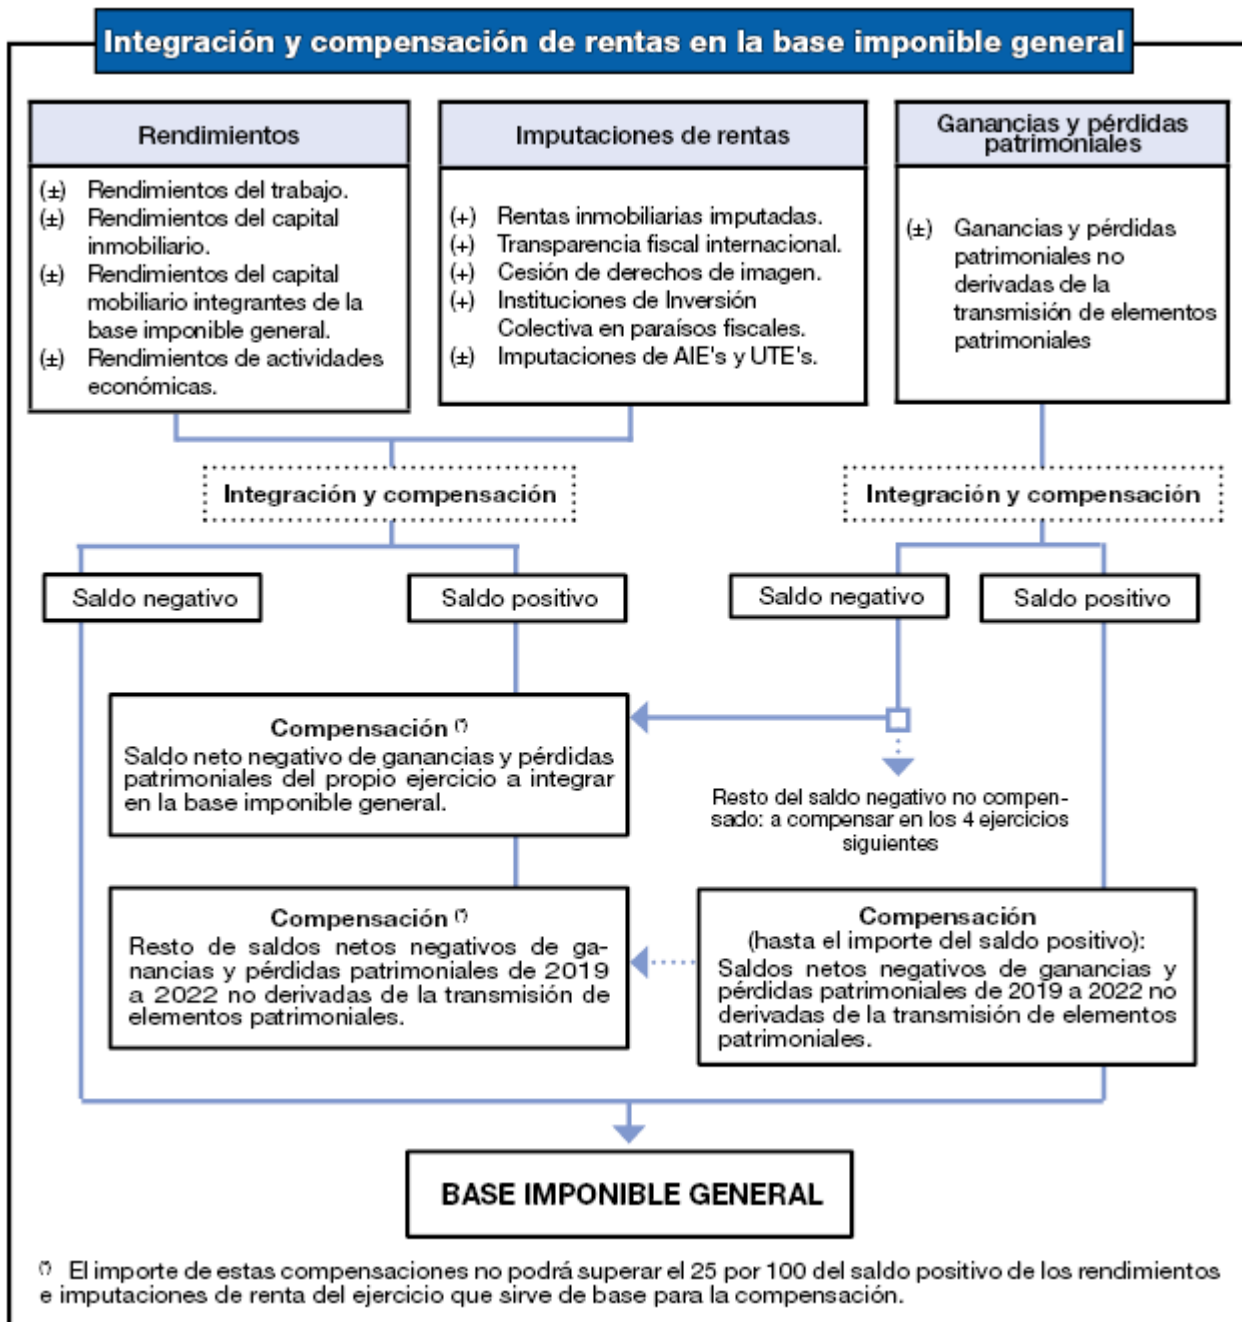 Integración y compensación de rentas en la base imponible general
Rendimientos
(±) Rendimientos del trabajo.
(±) Rendimientos del capital
inmobiliario.
(±) Rendimientos del capital
mobiliario integrantes de la
base imponible general.
(±) Rendimientos de actividades
económicas.
Imputaciones de rentas
(+) Rentas inmobiliarias imputadas.
(+) Transparencia fiscal internacional.
(+) Cesión de derechos de imagen.
(+) Instituciones de Inversión
Colectiva en paraísos fiscales.
(±) Imputaciones de AIE's y UTE's.
Ganancias y pérdidas
patrimoniales
(±) Ganancias y pérdidas
patrimoniales no
derivadas de la
transmisión de elementos
patrimoniales
Integración y compensación
Integración y compensación
Saldo negativo
Saldo positivo
Saldo negativo
Saldo positivo
Compensación (*)
Saldo neto negativo de ganancias y pérdidas
patrimoniales del propio ejercicio a integrar
en la base imponible general.
Resto del saldo negativo no compen-
sado: a compensar en los 4 ejercicios
siguientes
Compensación (*)
Resto de saldos netos negativos de ga-
nancias y pérdidas patrimoniales de 2019
a 2022 no derivadas de la transmisión de
elementos patrimoniales.
Compensación
(hasta el importe del saldo positivo):
Saldos netos negativos de ganancias y
pérdidas patrimoniales de 2019 a 2022 no
derivadas de la transmisión de elementos
patrimoniales.
BASE IMPONIBLE GENERAL
(*) El importe de estas compensaciones no podrá superar el 25 por 100 del saldo positivo de los rendimientos
e imputaciones de renta del ejercicio que sirve de base para la compensación.